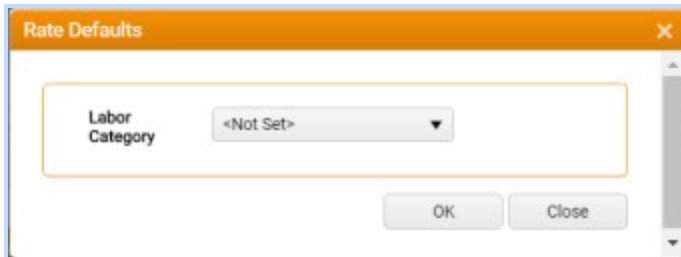 Rate Defaults
Labor
Category
<Not Set>
OK
Close